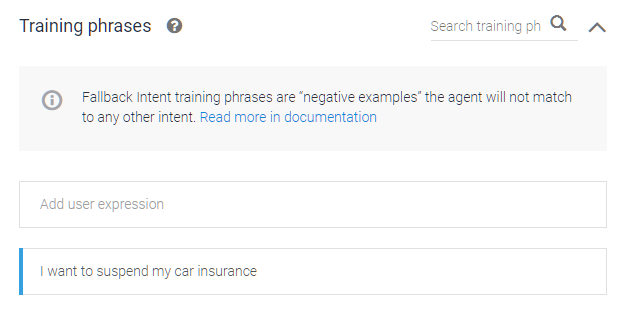 Training phrases
Search training ph
Fallback Intent training phrases are “negative examples” the agent will not match
to any other intent. Read more in documentation
Add user expression
I want to suspend my car insurance